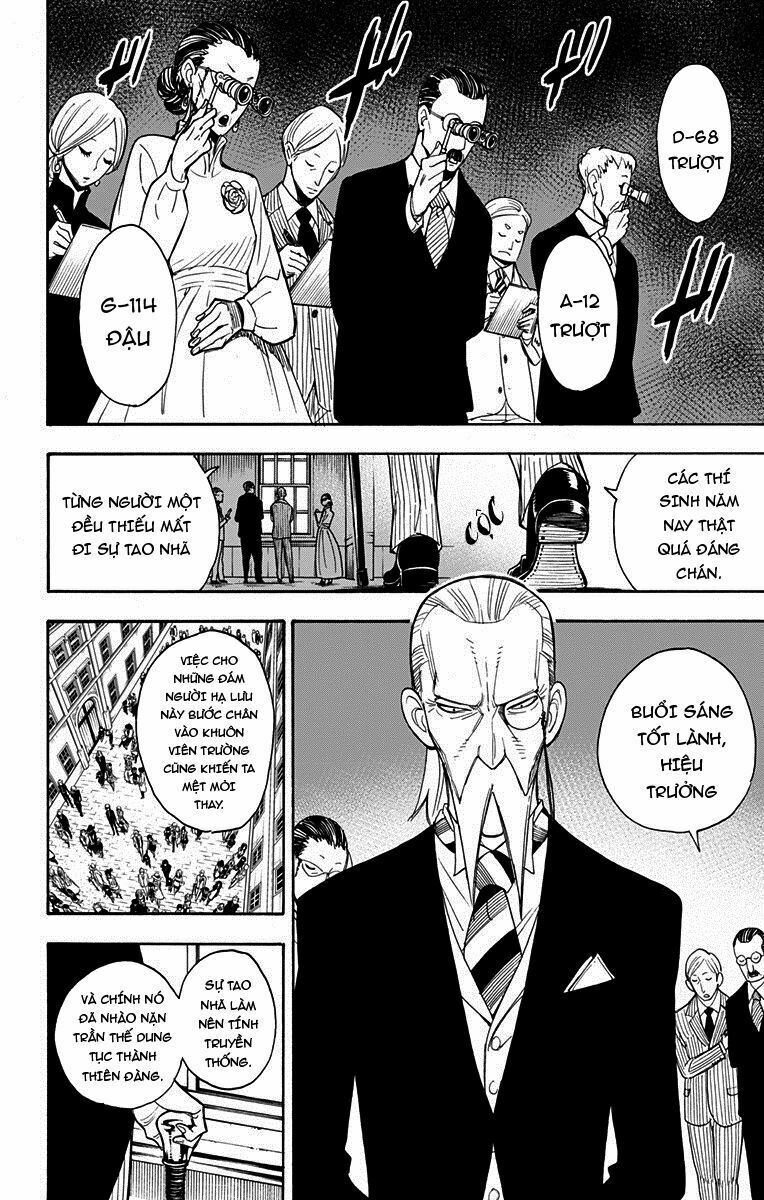 D-68
TRƯỢT
A-12
TRƯỢT
G-114
ĐẬU
CÁC THÍ
SINH NĂM
NAY THẬT
QUÁ ĐÁNG
CHÁN.
CỘC
TỪNG NGƯỜI MỘT
ĐỀU THIẾU MẤT
ĐI SỰ TAO NHÃ
BUỔI SÁNG
TỐT LÀNH,
HIỆU
TRƯỞNG
VIỆC CHO
NHỮNG ĐÁM
NGƯỜI HẠ LƯU
NÀY BƯỚC CHÂN
VÀO KHUÔN
VIÊN TRƯỜNG
CŨNG KHIẾN TA
MỆT MỎI
THAY.
SỰ TAO
NHÃ LÀM
NÊN TÍNH
TRUYỀN
THỐNG.
VÀ CHÍNH NÓ
ĐÃ NHÀO NẶN
TRẦN THẾ DUNG
TỤC THÀNH
THIÊN ĐÀNG.